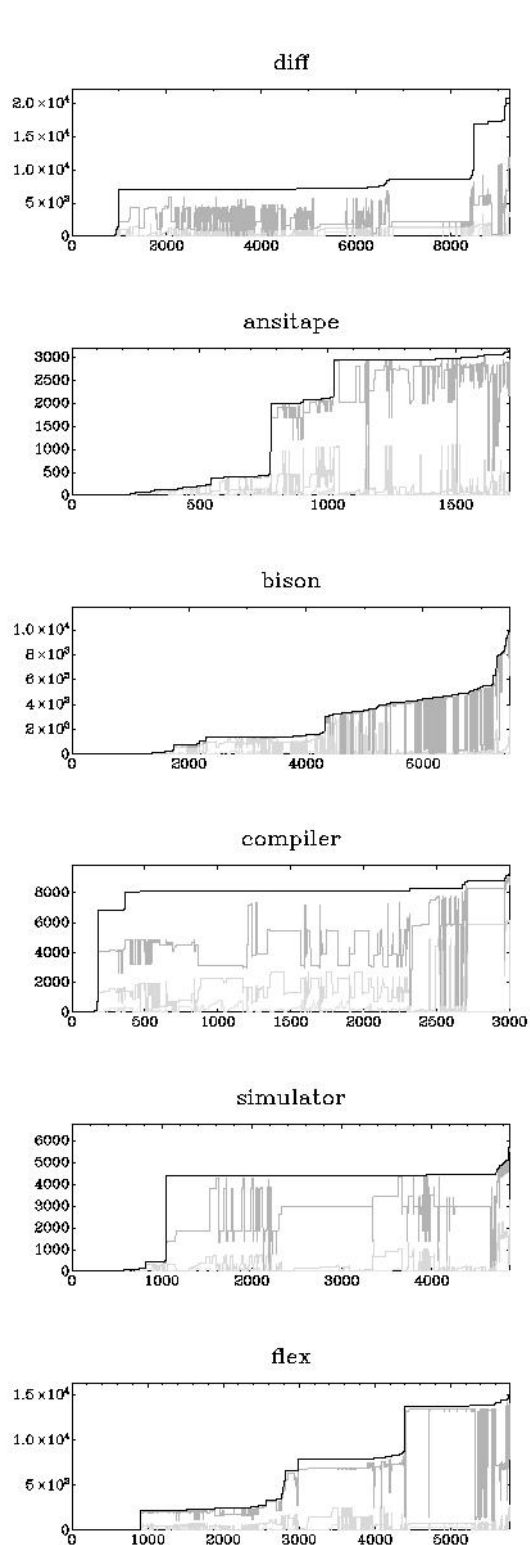 diff
2.0×10⁴
1.5×10⁴
1.0×10⁴
5×10³
0
0 2000 4000 6000 8000
ansitape
3000
2500
2000
1500
1000
500
0
0 500 1000 1500
bison
1.0×10⁴
8×10³
6×10³
4×10³
2×10³
0
0 2000 4000 6000
compiler
8000
6000
4000
2000
0
0 500 1000 1500 2000 2500 3000
simulator
6000
5000
4000
3000
2000
1000
0
0 1000 2000 3000 4000
flex
1.5×10⁴
1.0×10⁴
5×10³
0
0 1000 2000 3000 4000 5000